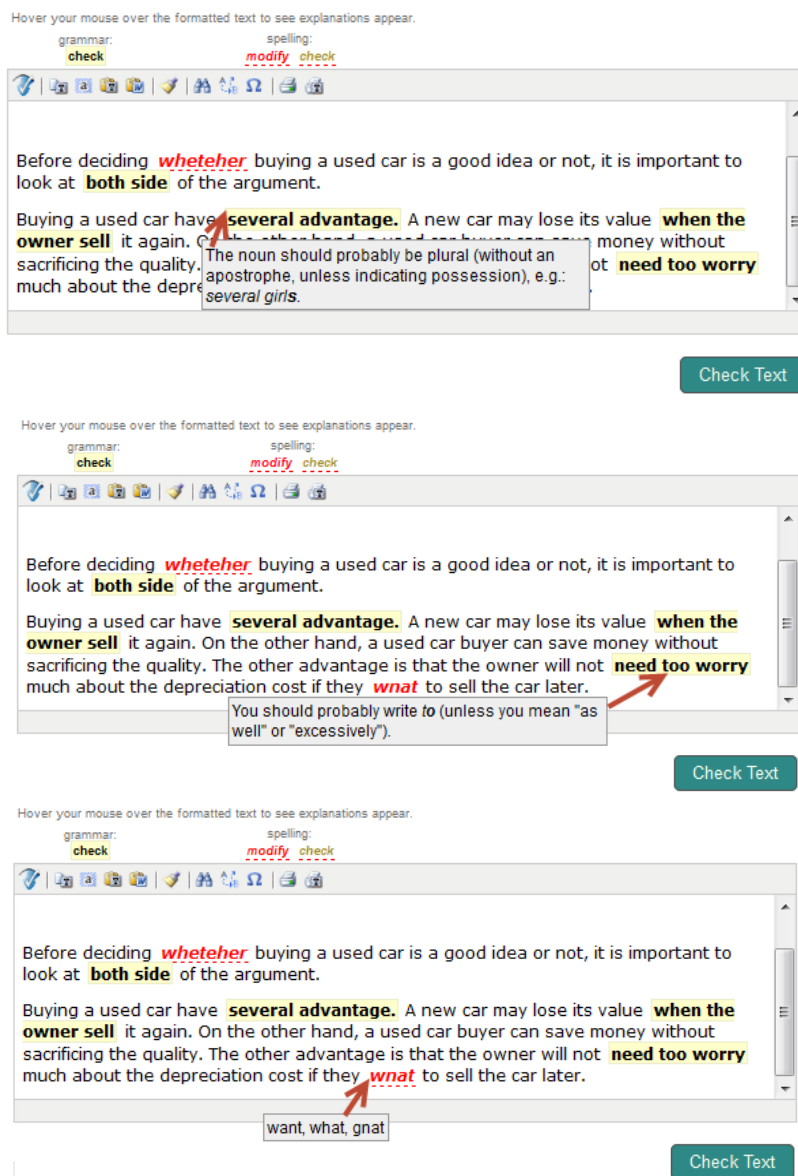 Hover your mouse over the formatted text to see explanations appear.
grammar: spelling:
check modify check
Before deciding wheteher buying a used car is a good idea or not, it is important to
look at both side of the argument.
Buying a used car have several advantage. A new car may lose its value when the
owner sell it again. money without
sacrificing the quality. need too worry
much about the
The noun should probably be plural (without an
apostrophe, unless indicating possession), e.g.:
several girls.
Check Text
Hover your mouse over the formatted text to see explanations appear.
grammar: spelling:
check modify check
Before deciding wheteher buying a used car is a good idea or not, it is important to
look at both side of the argument.
Buying a used car have several advantage. A new car may lose its value when the
owner sell it again. On the other hand, a used car buyer can save money without
sacrificing the quality. The other advantage is that the owner will not need too worry
much about the depreciation cost if they wnat to sell the car later.
You should probably write to (unless you mean "as
well" or "excessively").
Check Text
Hover your mouse over the formatted text to see explanations appear.
grammar: spelling:
check modify check
Before deciding wheteher buying a used car is a good idea or not, it is important to
look at both side of the argument.
Buying a used car have several advantage. A new car may lose its value when the
owner sell it again. On the other hand, a used car buyer can save money without
sacrificing the quality. The other advantage is that the owner will not need too worry
much about the depreciation cost if they wnat to sell the car later.
want, what, gnat
Check Text